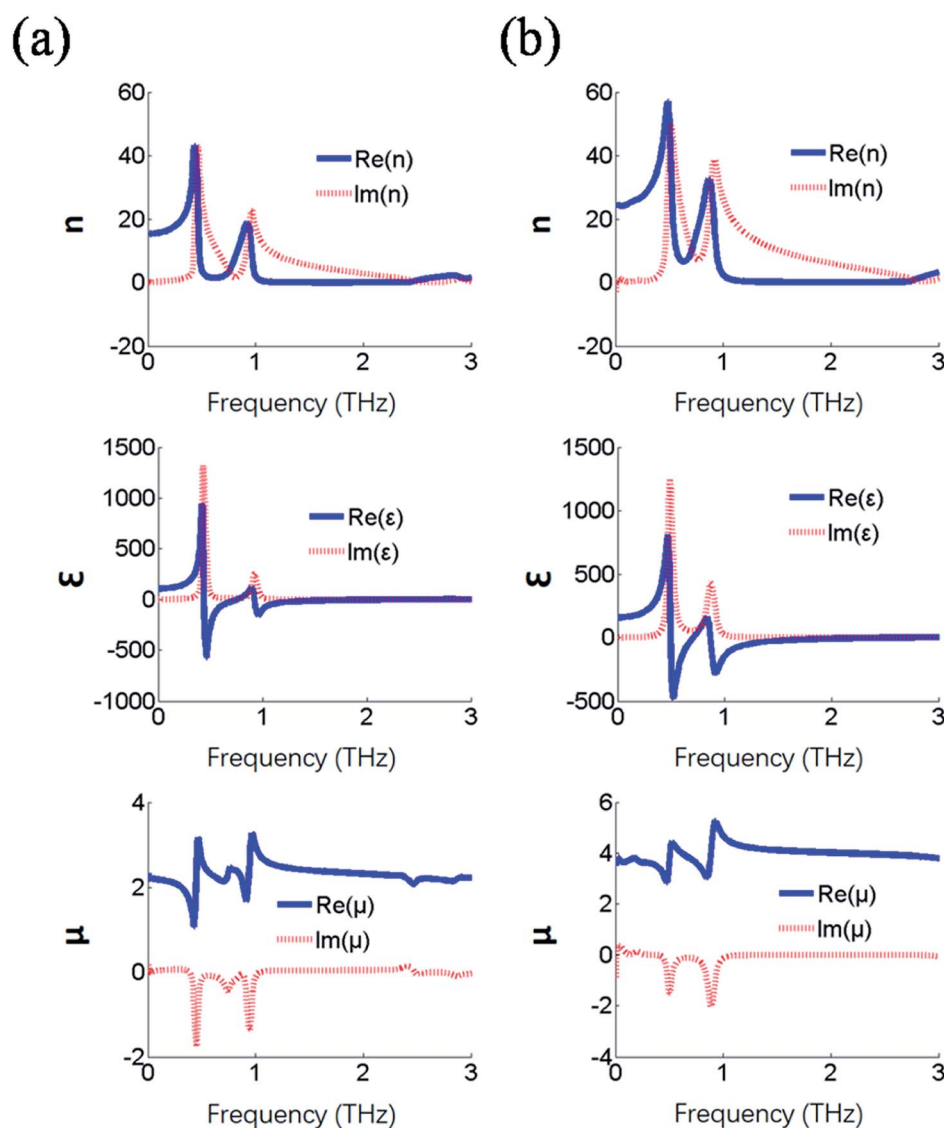 (a)
(b)
60
40
20
0
-20
n
Re(n)
Im(n)
0
1
2
3
Frequency (THz)
60
40
20
0
-20
n
Re(n)
Im(n)
0
1
2
3
Frequency (THz)
1500
1000
500
0
-500
-1000
ε
Re(ε)
Im(ε)
0
1
2
3
Frequency (THz)
1500
1000
500
0
-500
ε
Re(ε)
Im(ε)
0
1
2
3
Frequency (THz)
4
2
0
-2
μ
Re(μ)
Im(μ)
0
1
2
3
Frequency (THz)
6
4
2
0
-2
-4
μ
Re(μ)
Im(μ)
0
1
2
3
Frequency (THz)